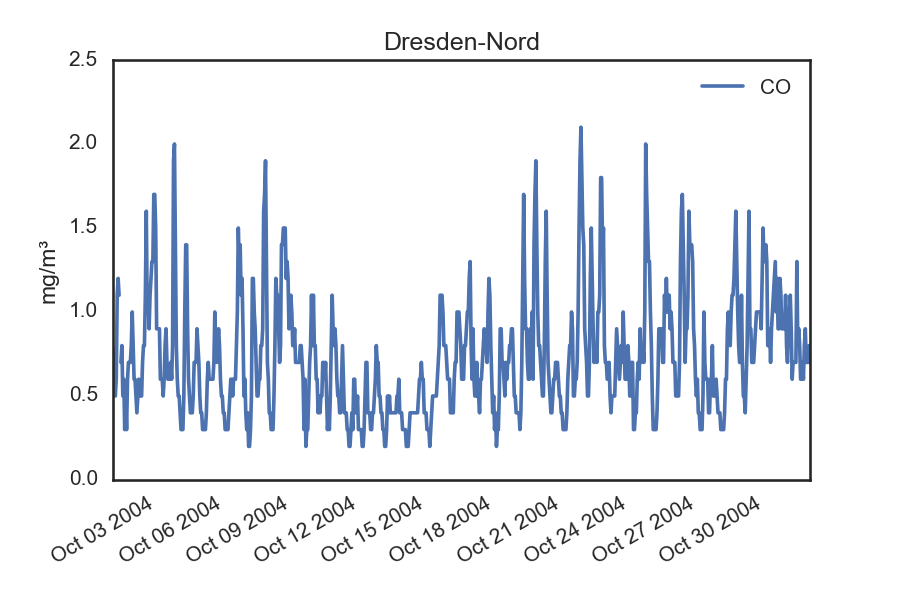 Dresden-Nord
CO
mg/m³
2.5
2.0
1.5
1.0
0.5
0.0
Oct 03 2004
Oct 06 2004
Oct 09 2004
Oct 12 2004
Oct 15 2004
Oct 18 2004
Oct 21 2004
Oct 24 2004
Oct 27 2004
Oct 30 2004